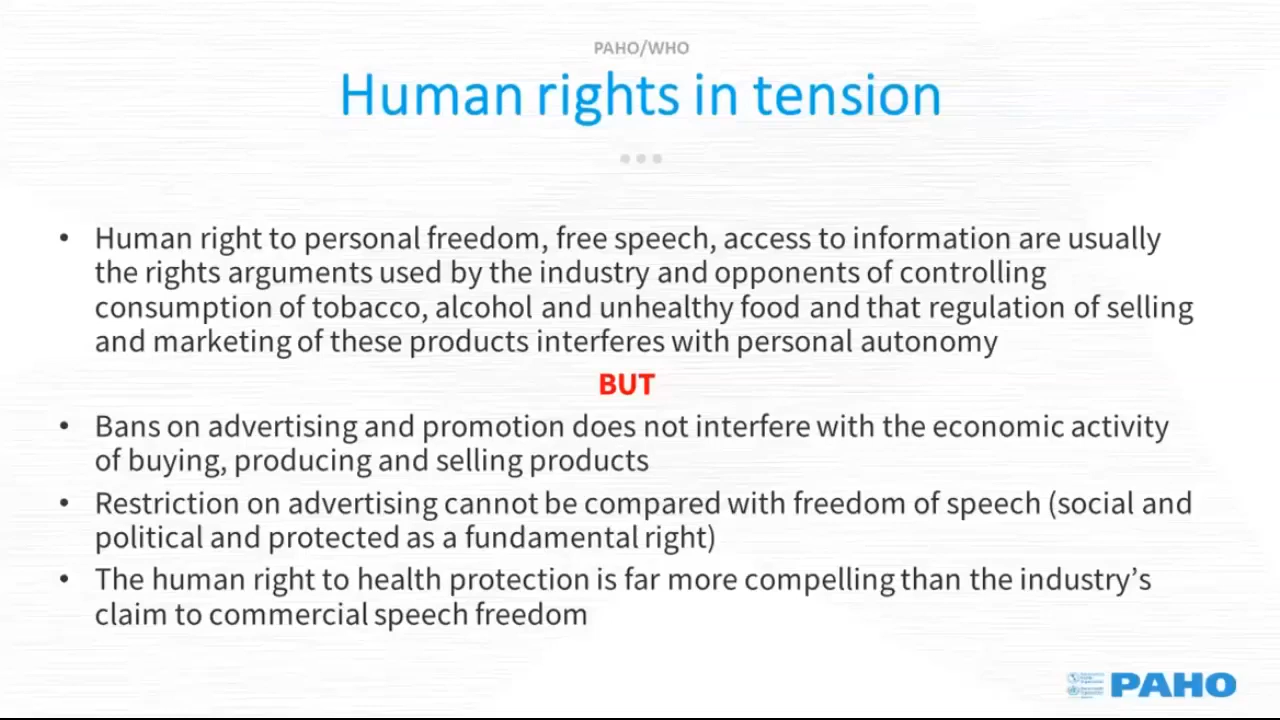 PAHO/WHO
Human rights in tension
• Human right to personal freedom, free speech, access to information are usually
the rights arguments used by the industry and opponents of controlling
consumption of tobacco, alcohol and unhealthy food and that regulation of selling
and marketing of these products interferes with personal autonomy
BUT
• Bans on advertising and promotion does not interfere with the economic activity
of buying, producing and selling products
• Restriction on advertising cannot be compared with freedom of speech (social and
political and protected as a fundamental right)
• The human right to health protection is far more compelling than the industry’s
claim to commercial speech freedom
PAHO